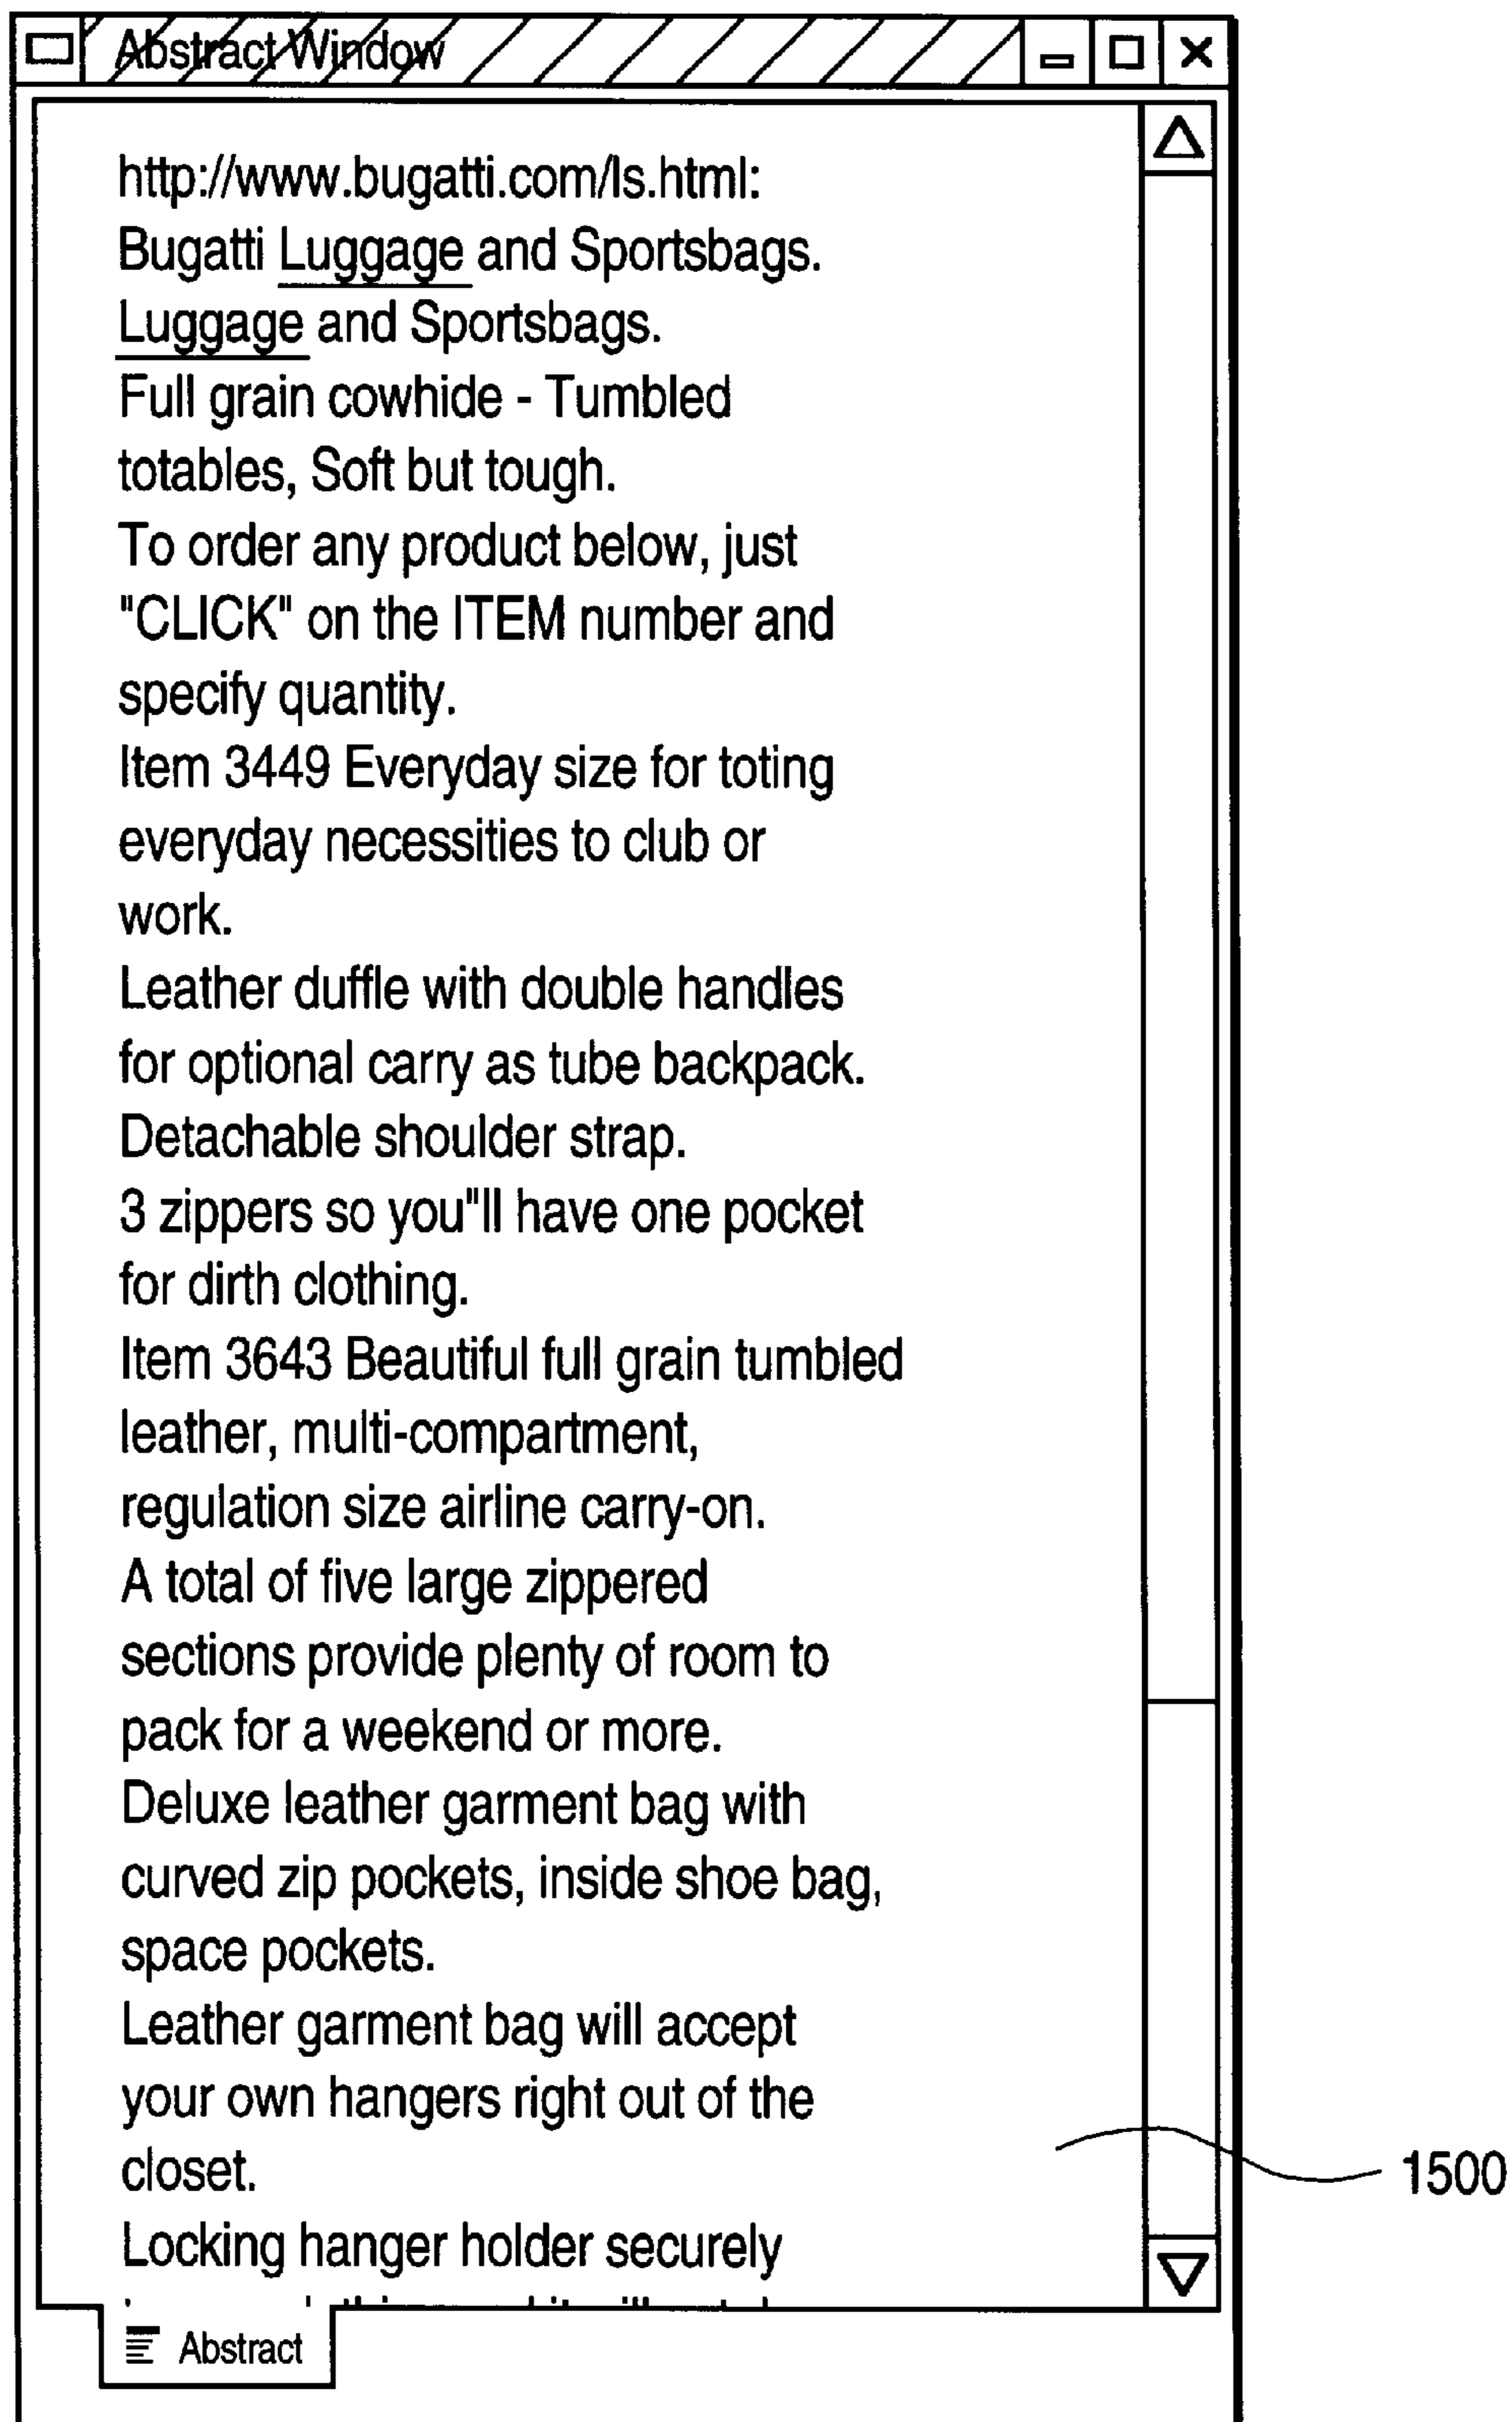 Abstract Window
http://www.bugatti.com/ls.html:
Bugatti Luggage and Sportsbags.
Luggage and Sportsbags.
Full grain cowhide - Tumbled
totables, Soft but tough.
To order any product below, just
"CLICK" on the ITEM number and
specify quantity.
Item 3449 Everyday size for toting
everyday necessities to club or
work.
Leather duffle with double handles
for optional carry as tube backpack.
Detachable shoulder strap.
3 zippers so you"ll have one pocket
for dirth clothing.
Item 3643 Beautiful full grain tumbled
leather, multi-compartment,
regulation size airline carry-on.
A total of five large zippered
sections provide plenty of room to
pack for a weekend or more.
Deluxe leather garment bag with
curved zip pockets, inside shoe bag,
space pockets.
Leather garment bag will accept
your own hangers right out of the
closet.
1500
Locking hanger holder securely
Abstract